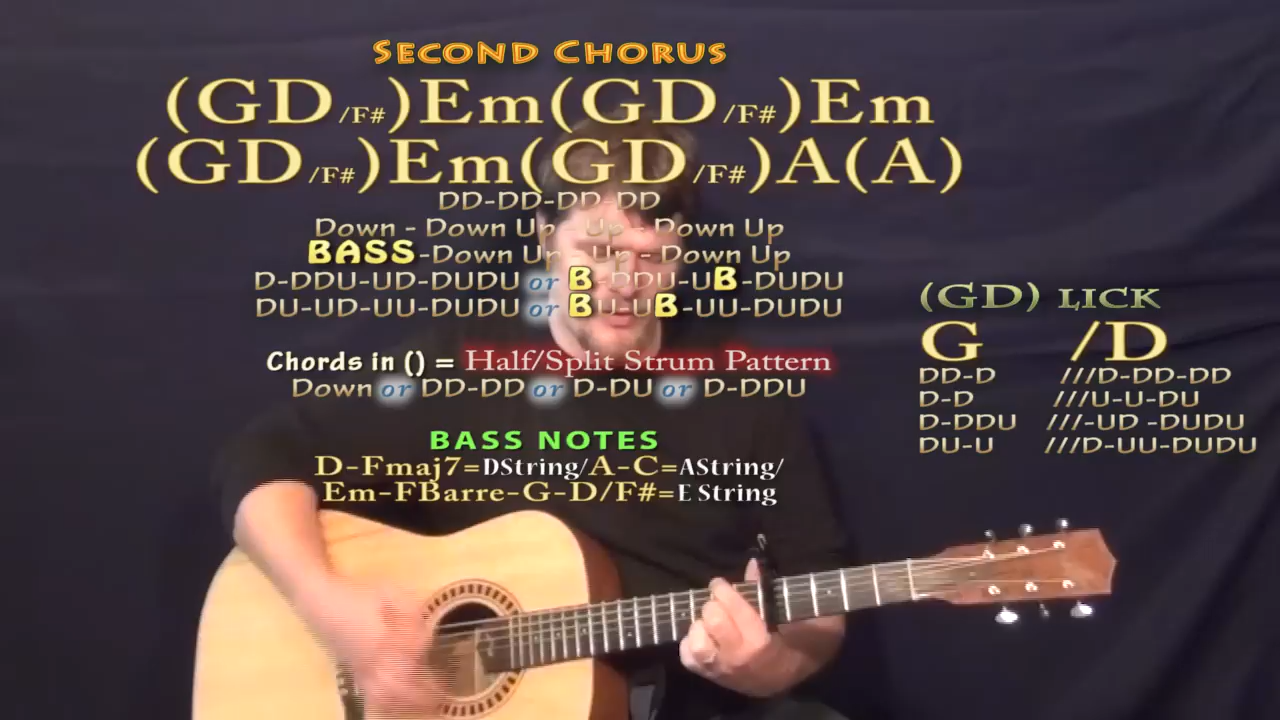 Second Chorus
(GD/F#)Em(GD/F#)Em
(GD/F#)Em(GD/F#)A(A)
DD-DD-DD-DD
Down - Down Up - Up - Down Up
BASS-Down Up - Up - Down Up
D-DDU-UD-DUDU or B-DDU-UB-DUDU
DU-UD-UU-DUDU or BU-UB-UU-DUDU
Chords in () = Half/Split Strum Pattern
Down or DD-DD or D-DU or D-DDU
BASS NOTES
D-Fmaj7=DString/A-C=AString/
Em-FBarre-G-D/F#=E String
(GD) LICK
G /D
DD-D ///D-DD-DD
D-D ///U-U-DU
D-DDU ///-UD -DUDU
DU-U ///D-UU-DUDU